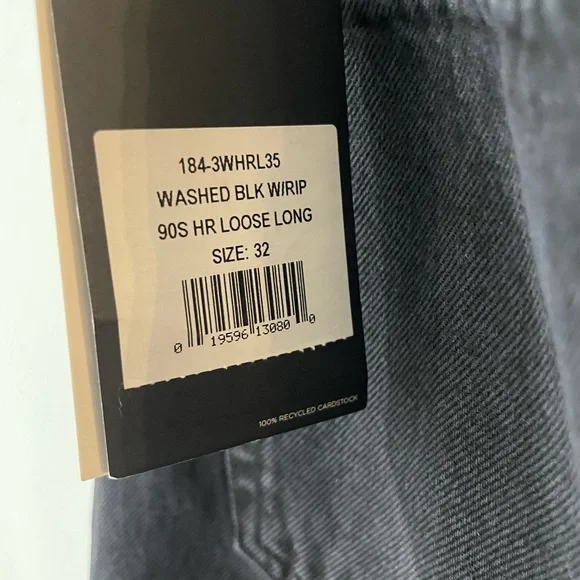 184-3WHRL35
WASHED BLK W/RIP
90S HR LOOSE LONG
SIZE: 32
0 19596 13080 0
100% RECYCLED CARDSTOCK